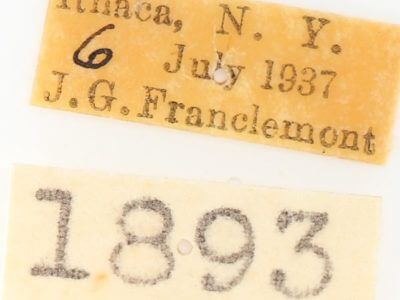 Ithaca, N. Y.
6 July 1937
J. G. Franclemont
1893